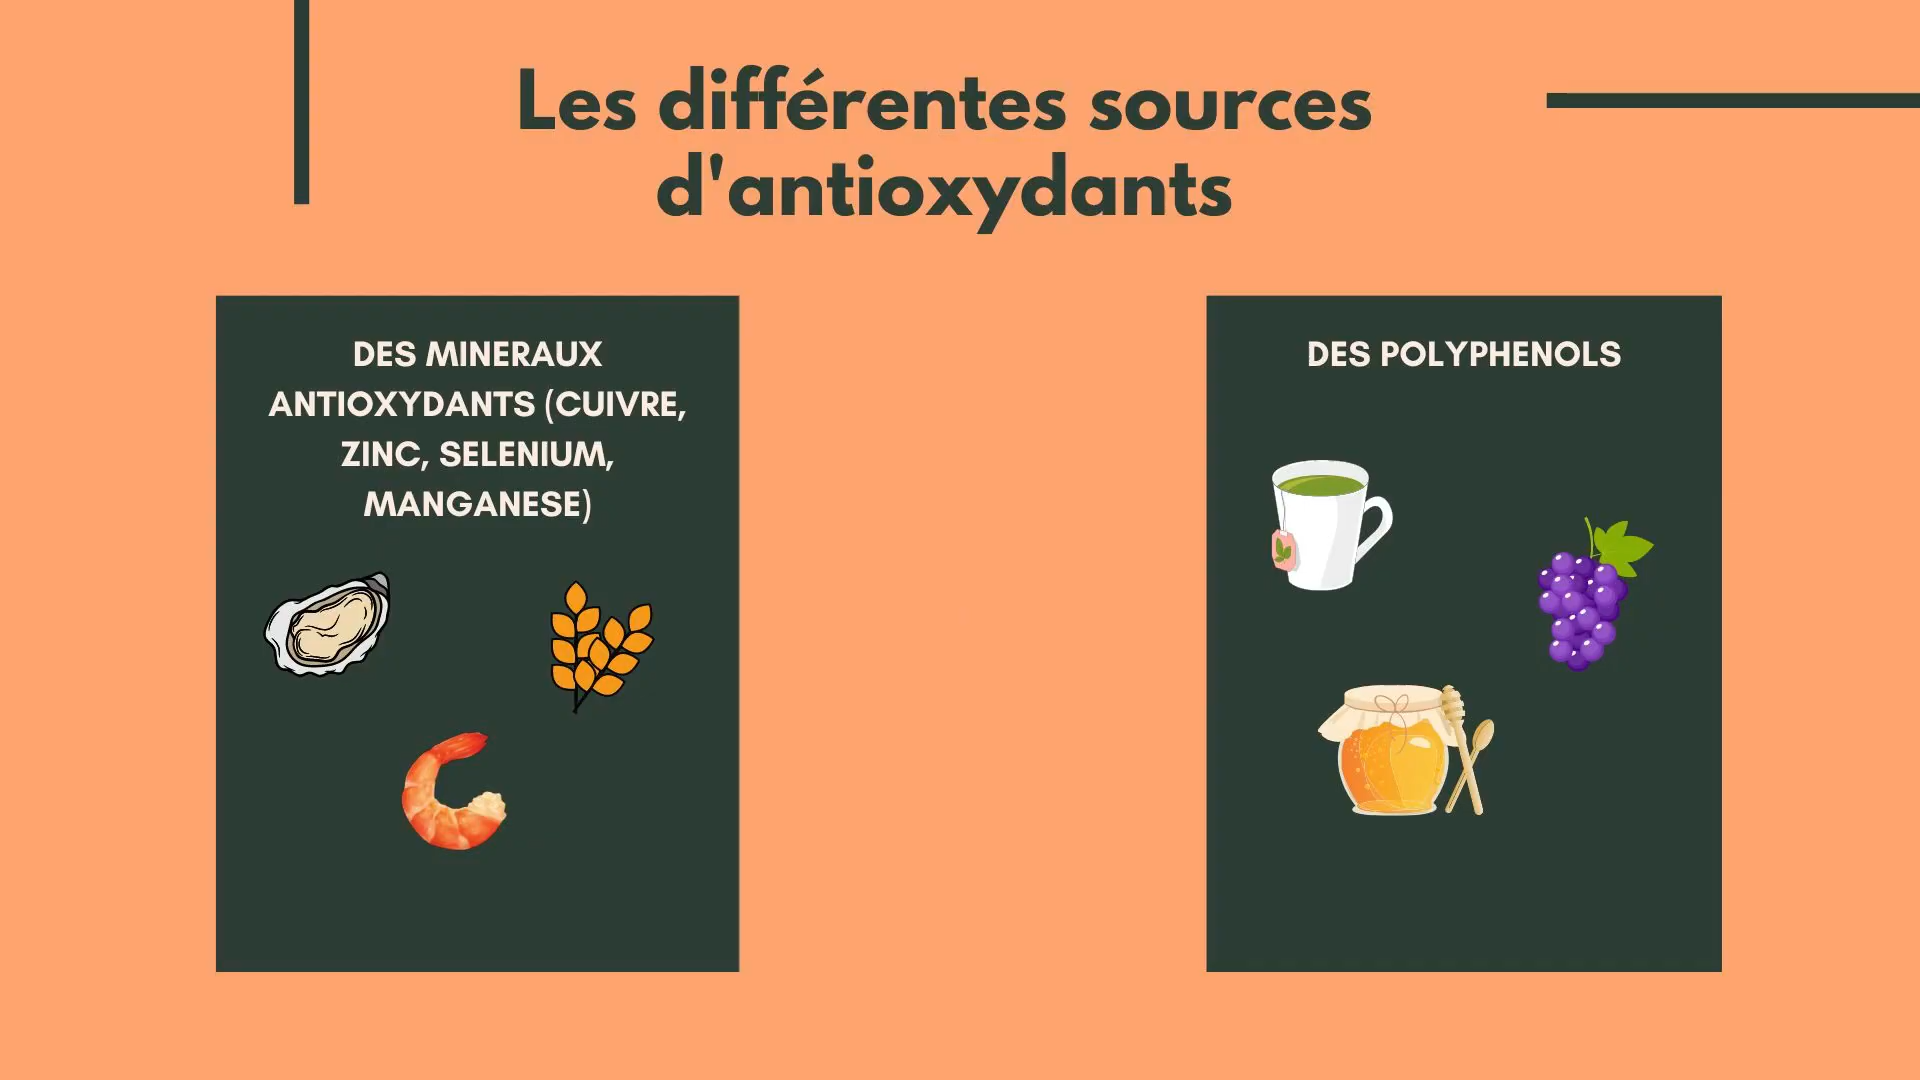 Les différentes sources
d'antioxydants
DES MINERAUX
ANTIOXYDANTS (CUIVRE,
ZINC, SELENIUM,
MANGANESE)
DES POLYPHENOLS